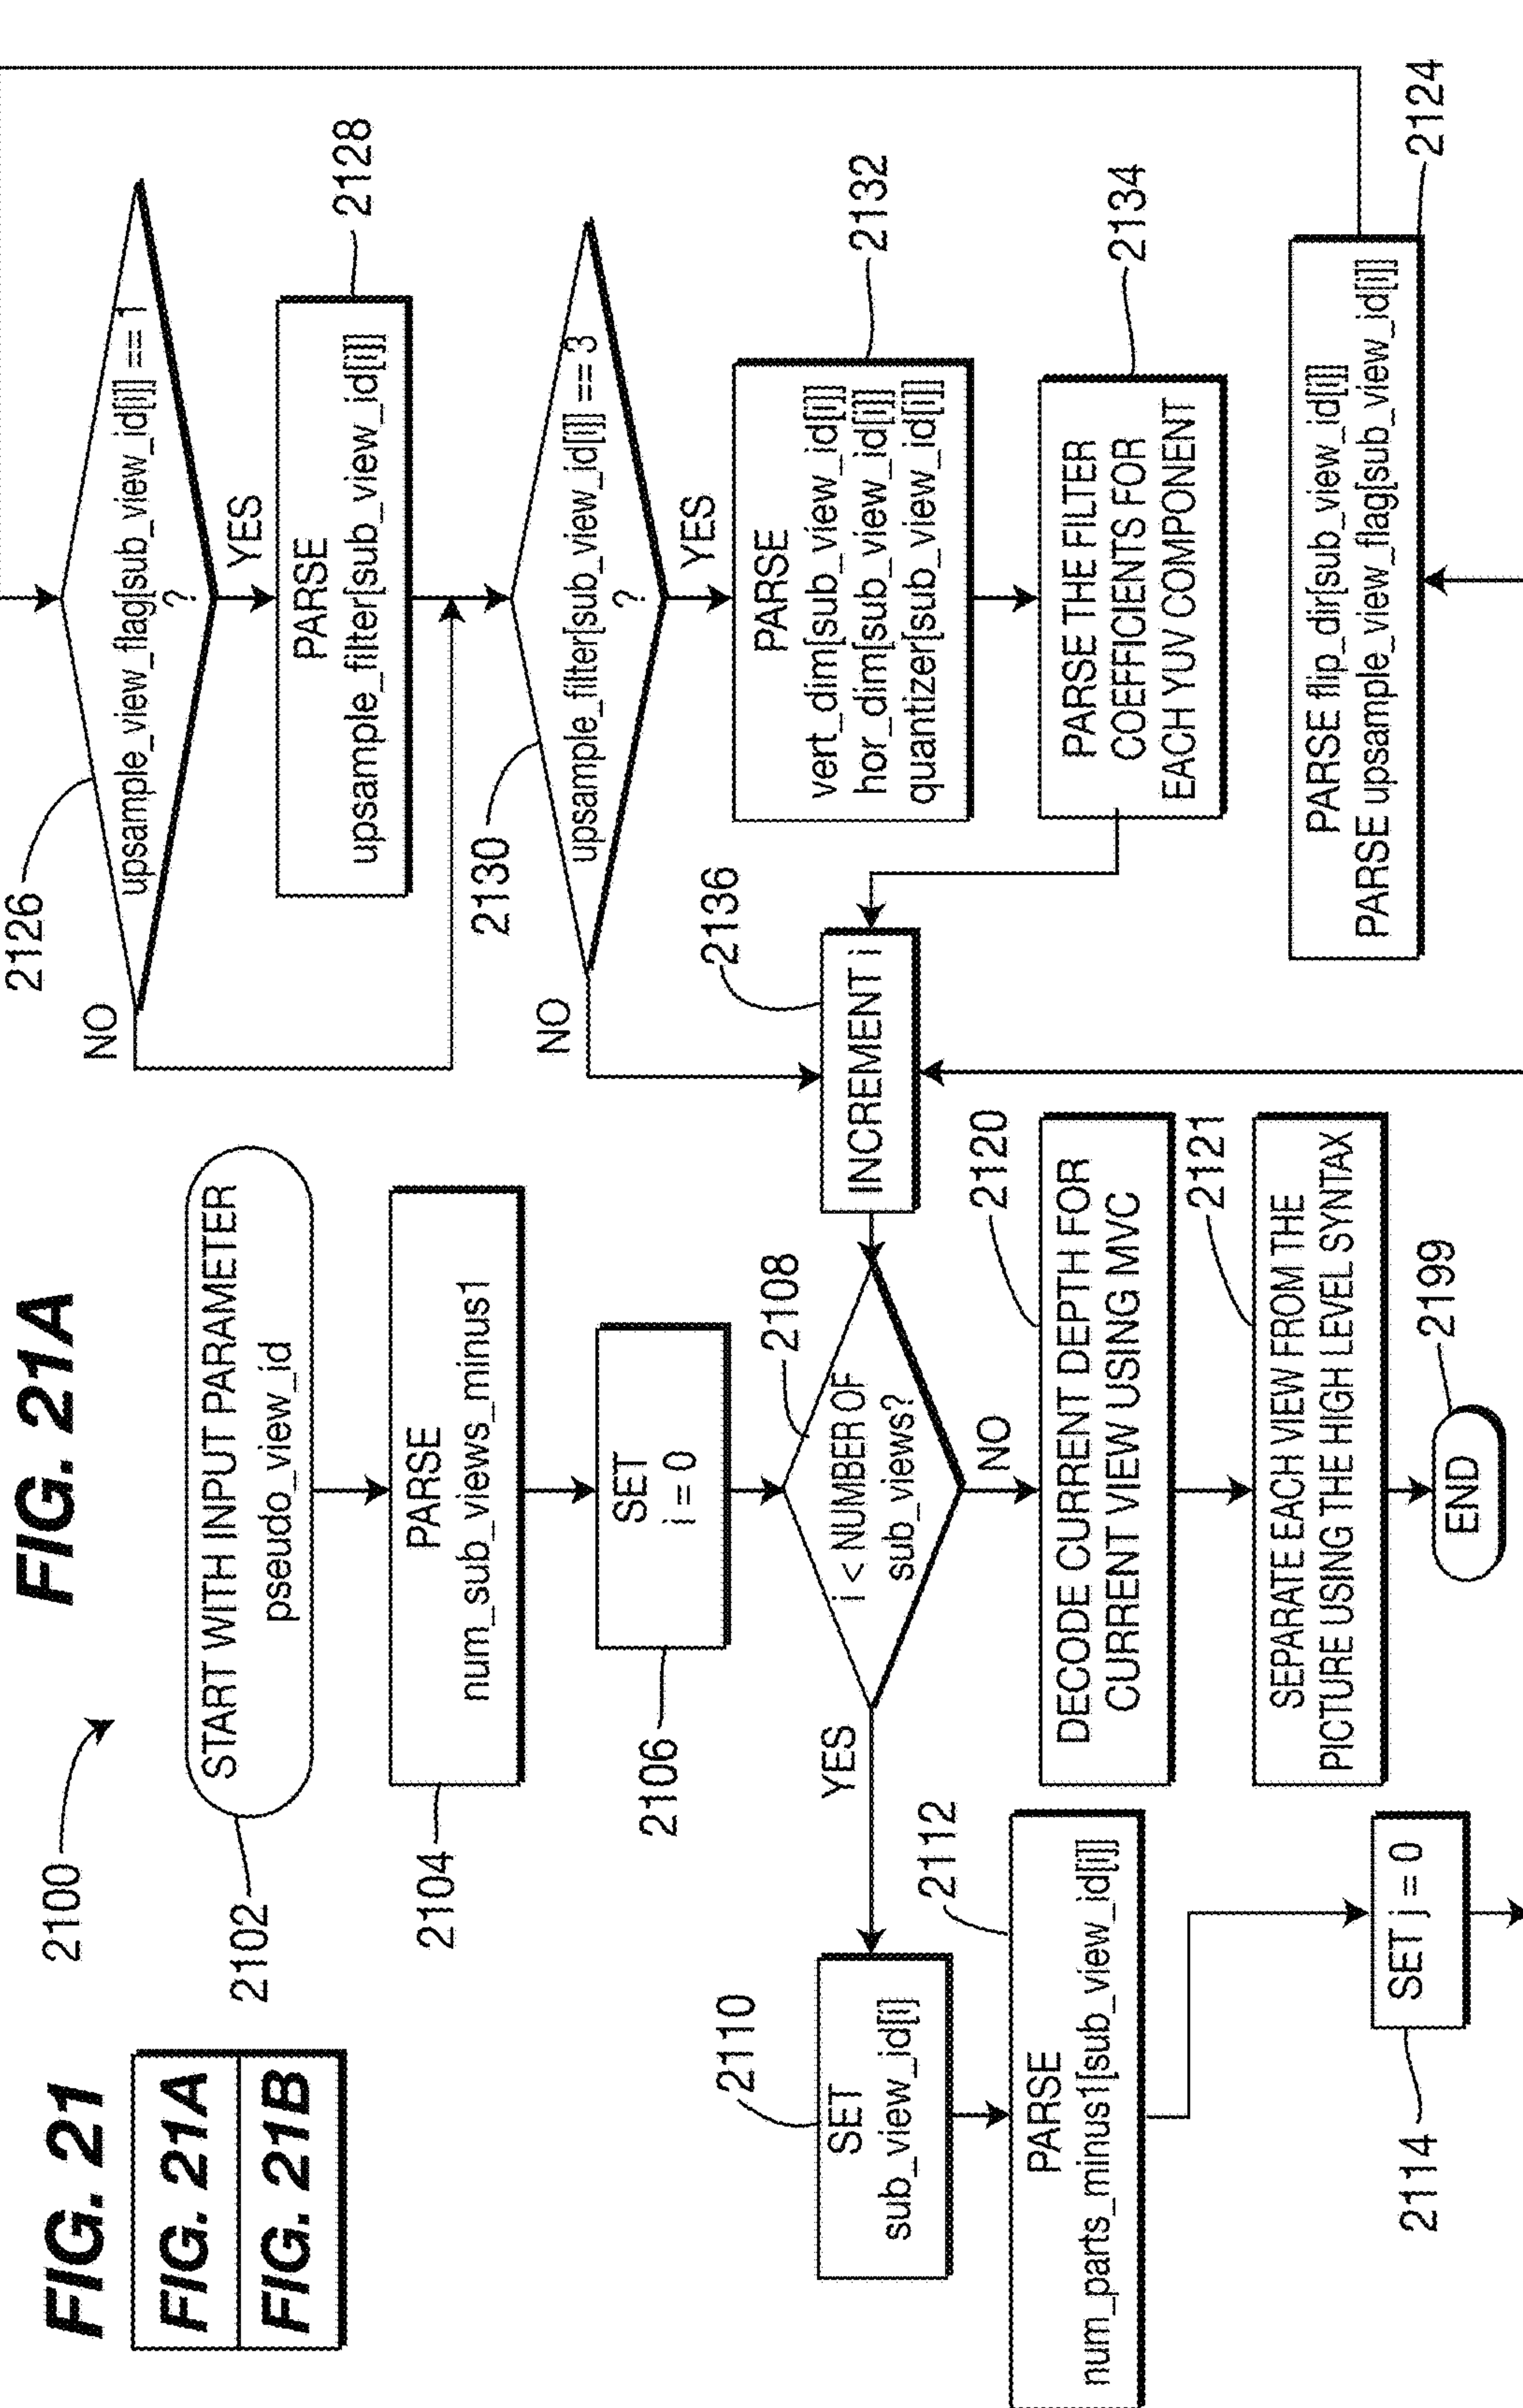 FIG. 21
FIG. 21A
FIG. 21B
FIG. 21A
2100
2102
START WITH INPUT PARAMETER
pseudo_view_id
2104
PARSE
num_sub_views_minus1
2106
SET
i = 0
2108
i < NUMBER OF
sub_views?
YES
NO
2110
SET
sub_view_id[i]
2112
PARSE
num_parts_minus1[sub_view_id[i]]
2114
SET j = 0
2120
DECODE CURRENT DEPTH FOR
CURRENT VIEW USING MVC
2121
SEPARATE EACH VIEW FROM THE
PICTURE USING THE HIGH LEVEL SYNTAX
2199
END
2126
upsample_view_flag[sub_view_id[i]] == 1
?
NO
YES
2128
PARSE
upsample_filter[sub_view_id[i]]
2130
upsample_filter[sub_view_id[i]] == 3
?
NO
YES
2132
PARSE
vert_dim[sub_view_id[i]]
hor_dim[sub_view_id[i]]
quantizer[sub_view_id[i]]
2134
PARSE THE FILTER
COEFFICIENTS FOR
EACH YUV COMPONENT
2136
INCREMENT i
2124
PARSE flip_dir[sub_view_id[i]]
PARSE upsample_view_flag[sub_view_id[i]]